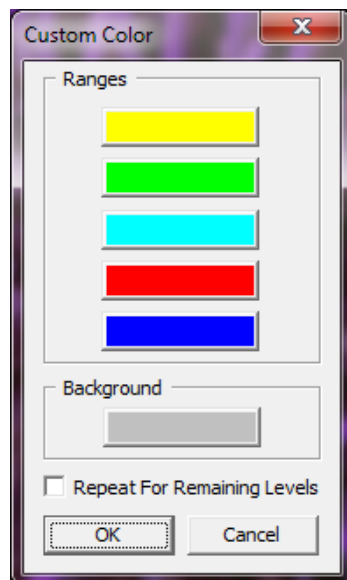 Custom Color
Ranges
Background
Repeat For Remaining Levels
OK
Cancel